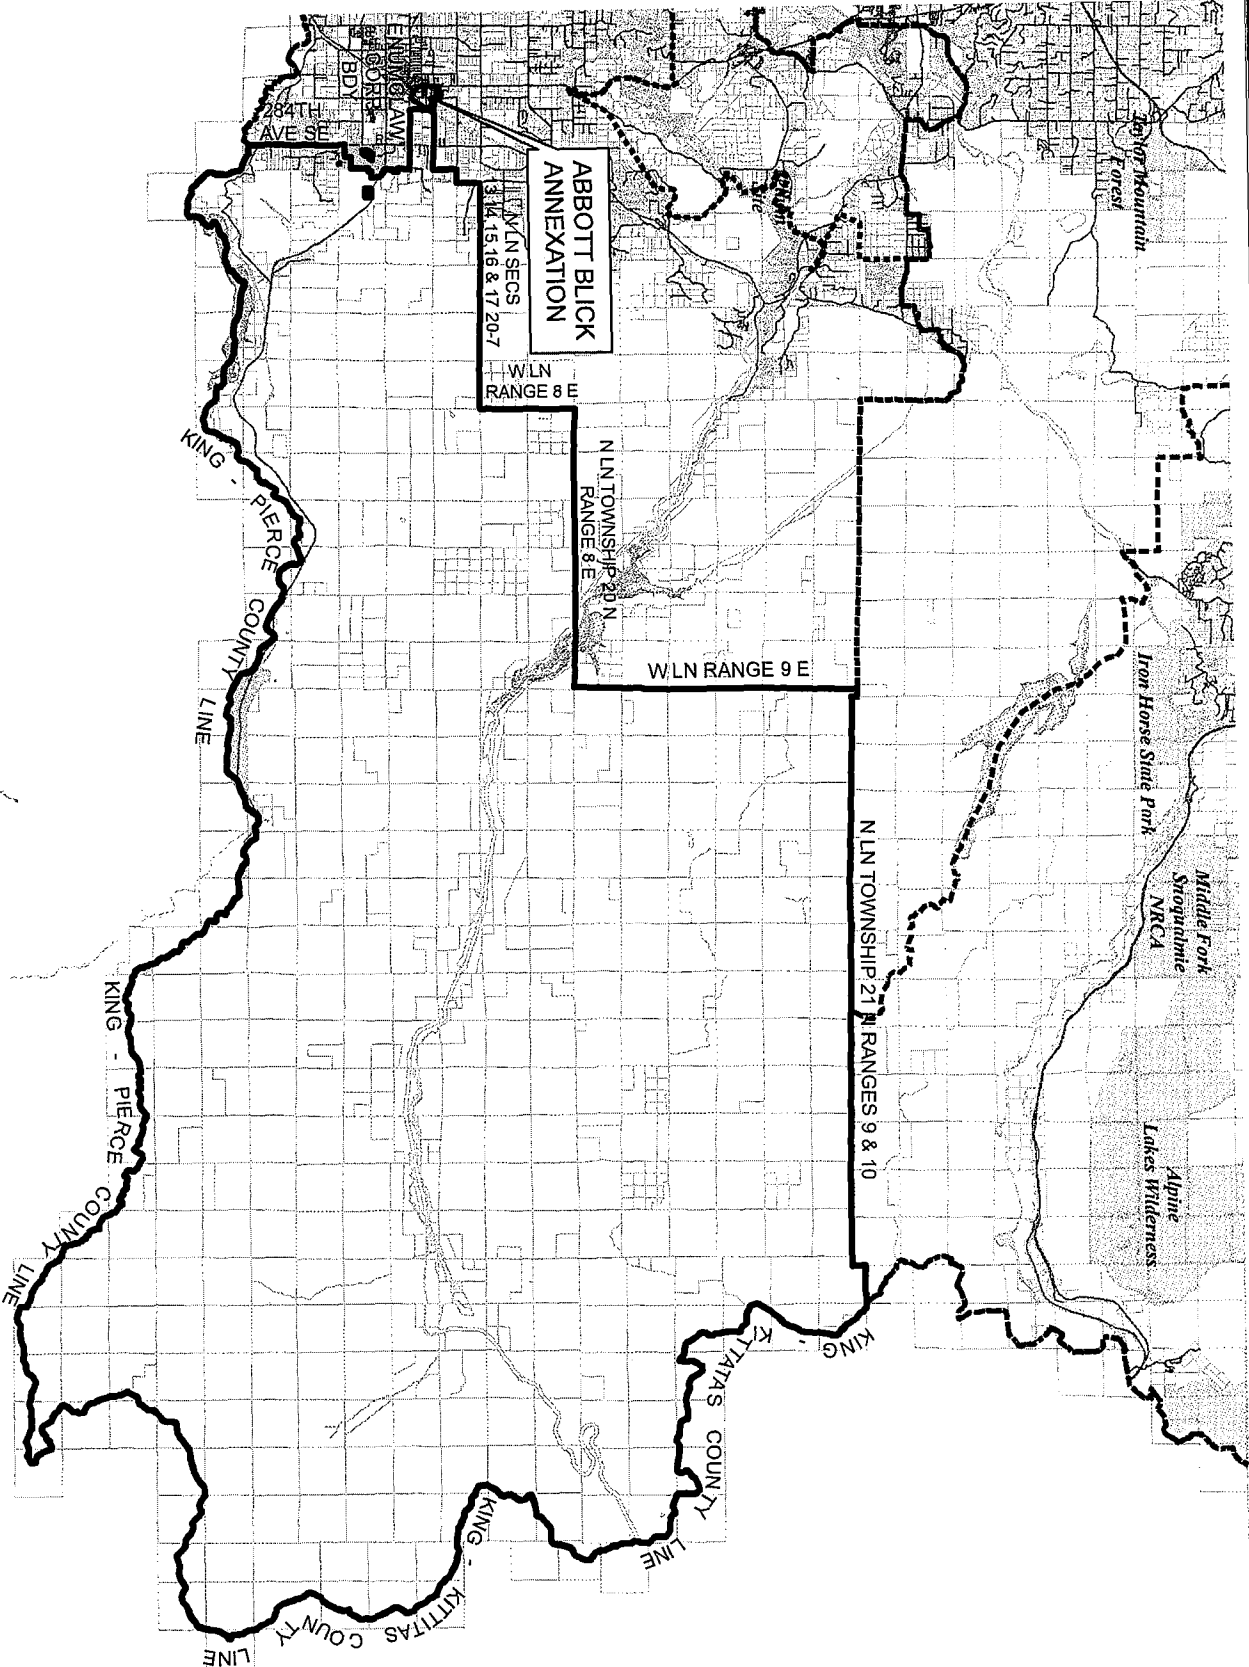 Taylor Mountain
Forest
Middle Fork
Snoqualmie
NRCA
Alpine
Lakes Wilderness
Iron Horse State Park
Site
ENUMCLAW
CORP
BDY
284TH
AVE SE
ABBOTT BLICK
ANNEXATION
N LN SECS
13,14,15,16 & 17 20-7
W LN
RANGE 8 E
N LN TOWNSHIP 20 N
RANGE 8 E
W LN RANGE 9 E
N LN TOWNSHIP 21 N RANGES 9 & 10
KING - PIERCE COUNTY LINE
KING - PIERCE COUNTY LINE
KING - KITTATAS COUNTY LINE
KING - KITTITAS COUNTY LINE